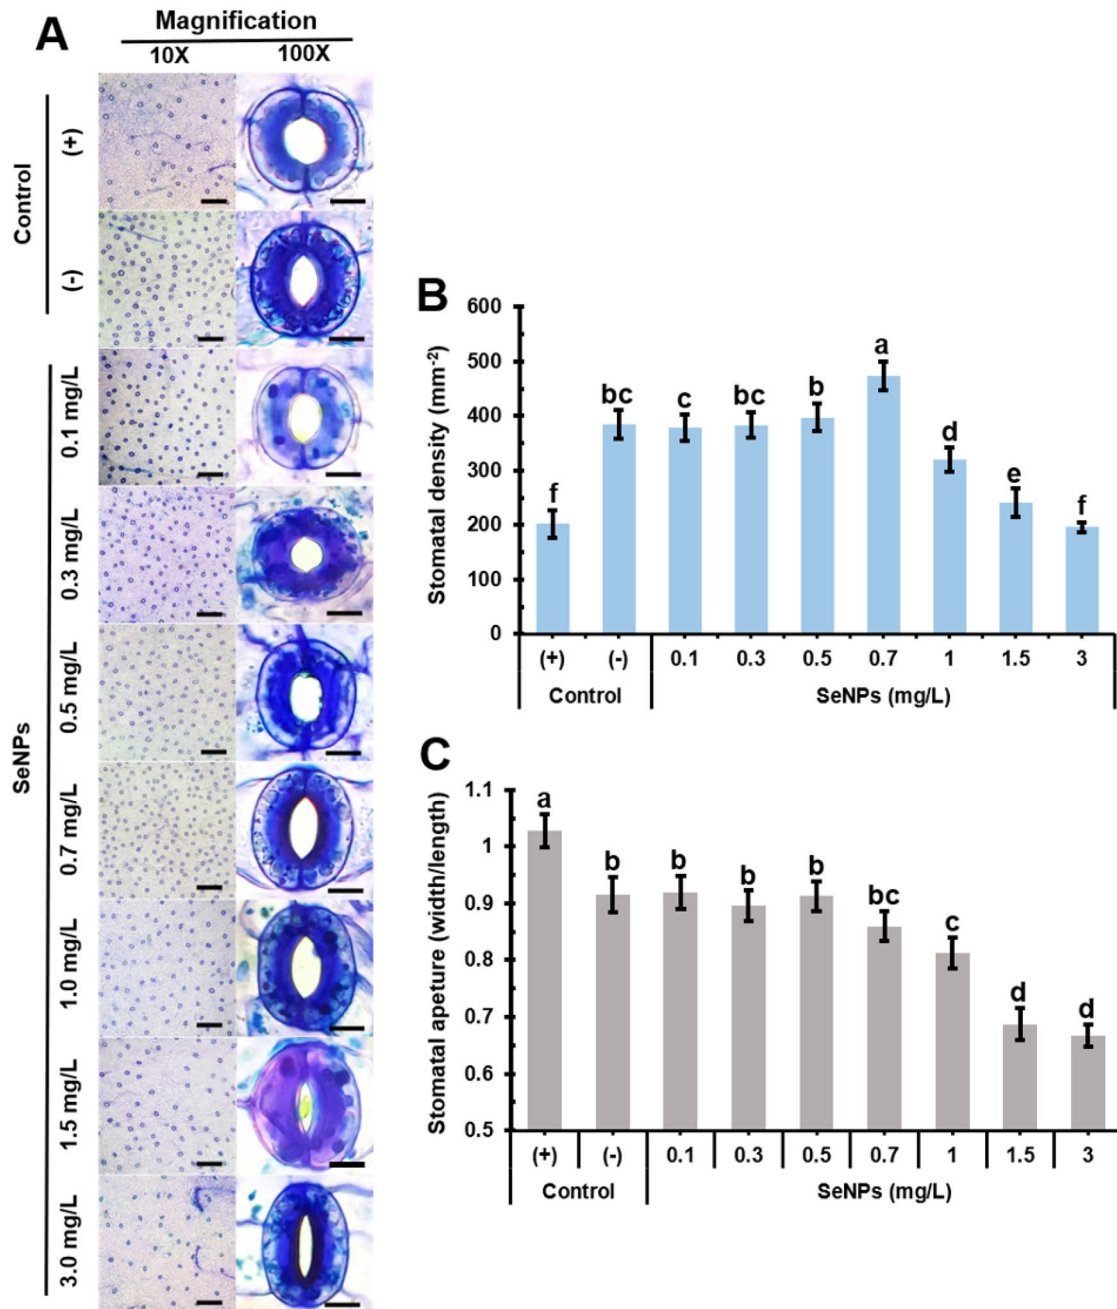 A
Magnification
10X 100X
Control
(+)
(-)
SeNPs
0.1 mg/L
0.3 mg/L
0.5 mg/L
0.7 mg/L
1.0 mg/L
1.5 mg/L
3.0 mg/L
B
Stomatal density (mm⁻²)
600
500
400
300
200
100
0
f bc c bc b a d e f
(+) (-) 0.1 0.3 0.5 0.7 1 1.5 3
Control SeNPs (mg/L)
C
Stomatal apeture (width/length)
1.1
1
0.9
0.8
0.7
0.6
0.5
a b b b b bc c d d
(+) (-) 0.1 0.3 0.5 0.7 1 1.5 3
Control SeNPs (mg/L)